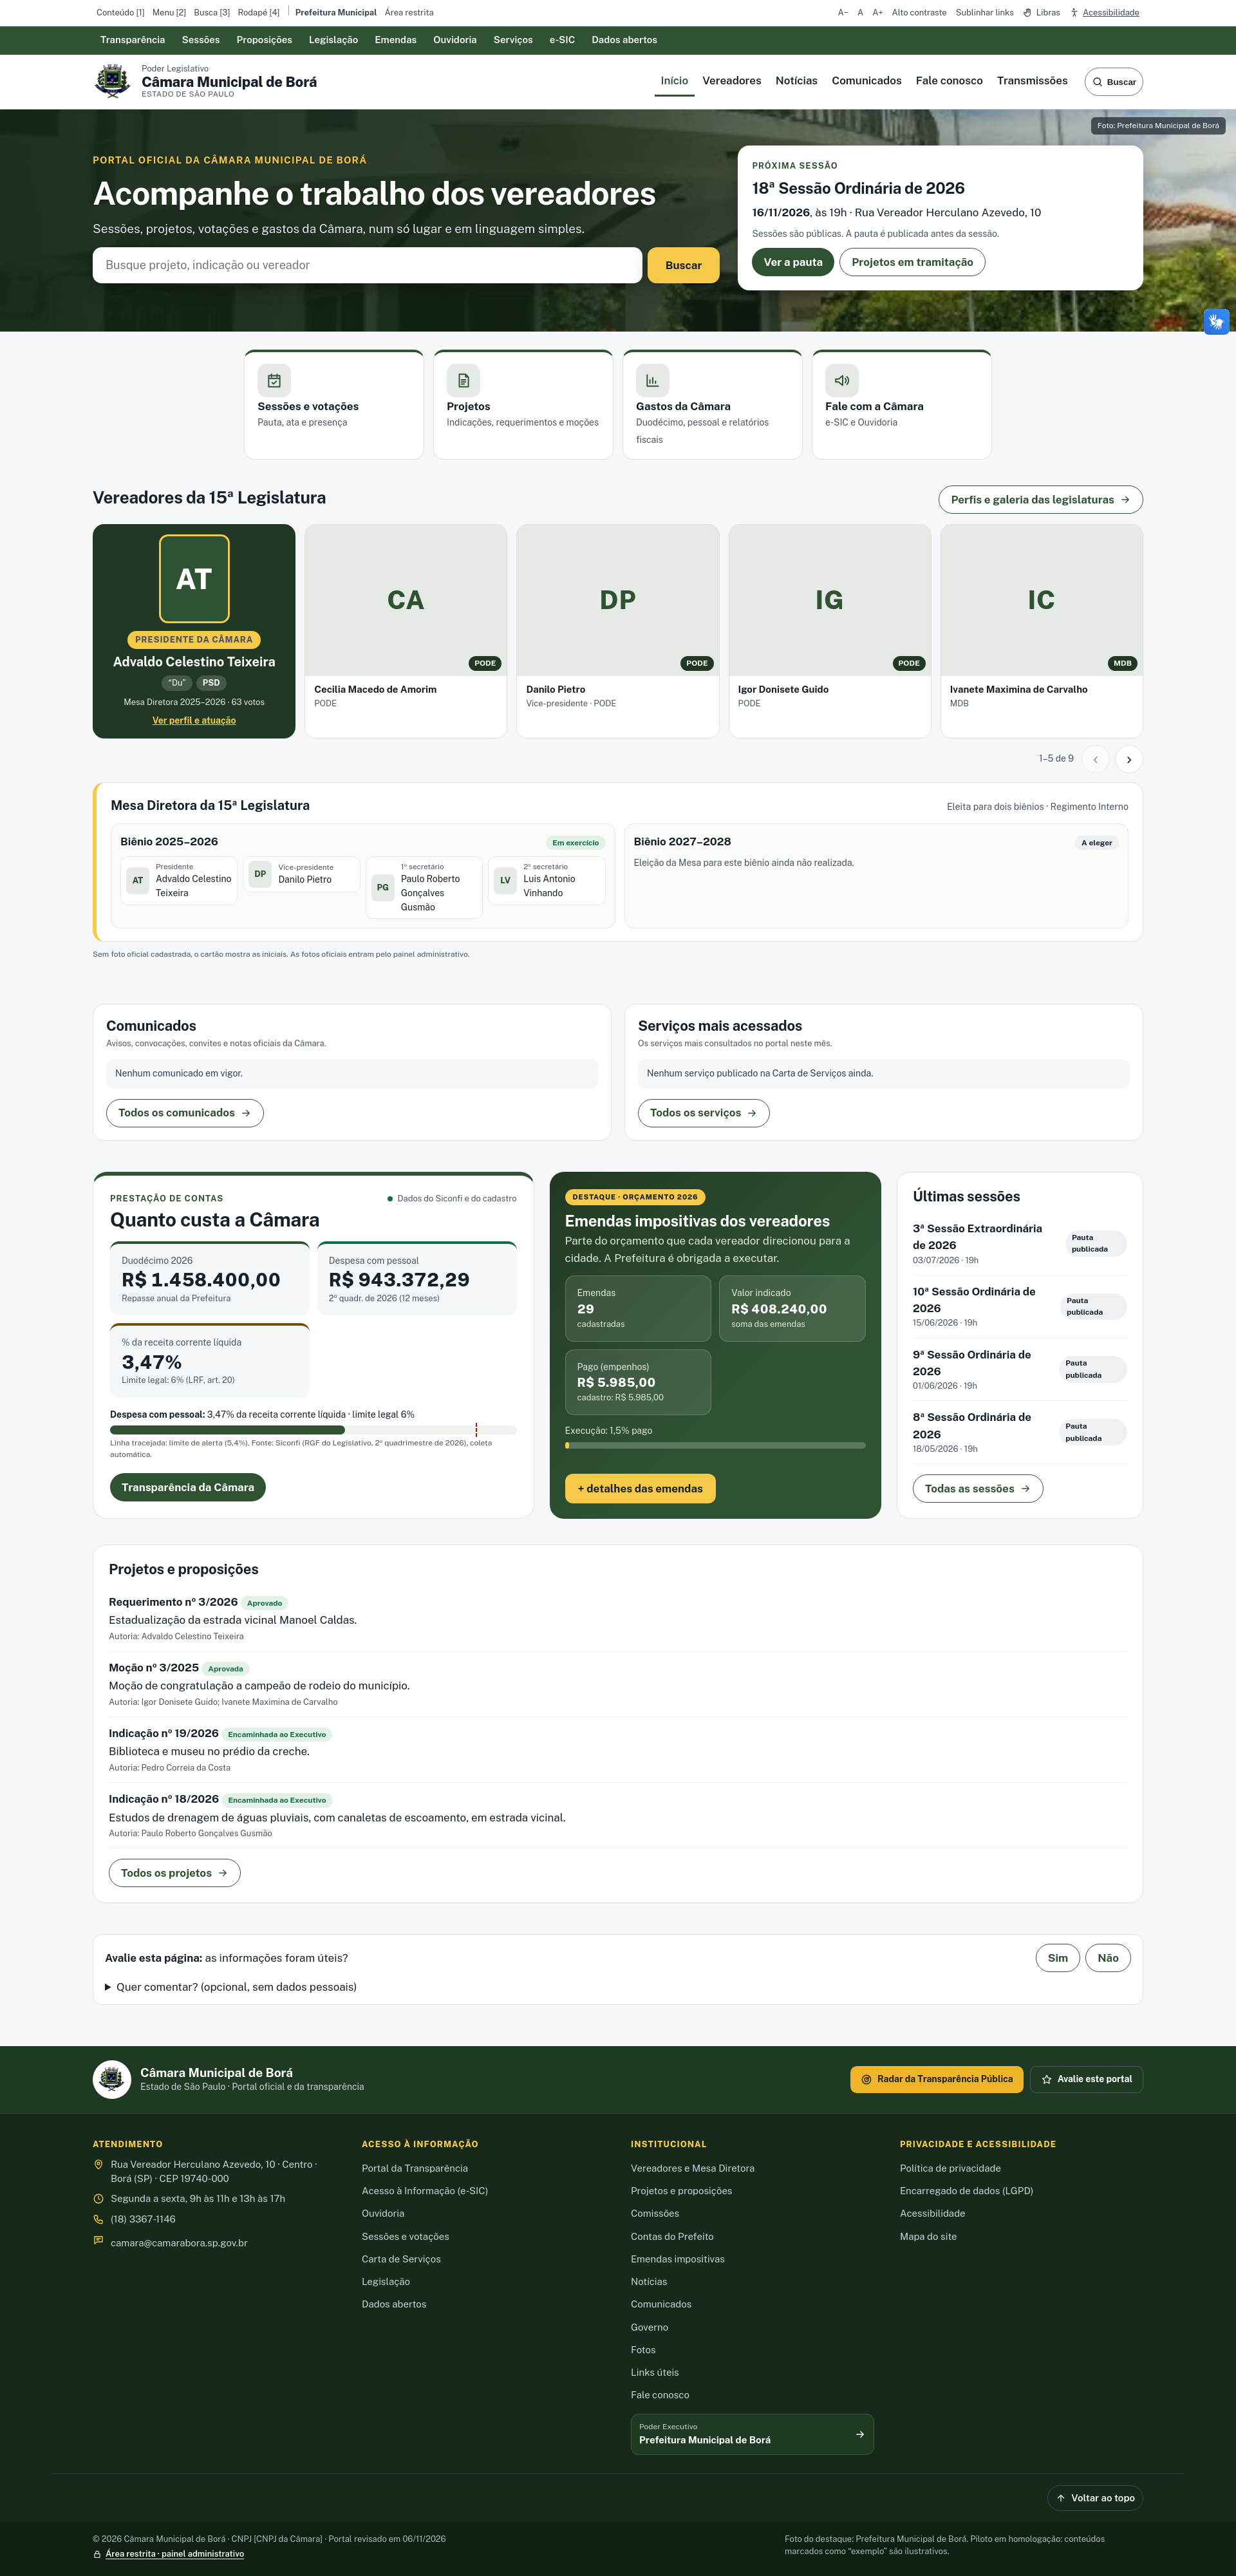 Conteúdo [1] Menu [2] Busca [3] Rodapé [4] Prefeitura Municipal Área restrita
A− A A+ Alto contraste Sublinhar links Libras Acessibilidade
Transparência Sessões Proposições Legislação Emendas Ouvidoria Serviços e-SIC Dados abertos
Poder Legislativo
Câmara Municipal de Borá
ESTADO DE SÃO PAULO
Início Vereadores Notícias Comunicados Fale conosco Transmissões Buscar
Foto: Prefeitura Municipal de Borá
PORTAL OFICIAL DA CÂMARA MUNICIPAL DE BORÁ
Acompanhe o trabalho dos vereadores
Sessões, projetos, votações e gastos da Câmara, num só lugar e em linguagem simples.
Busque projeto, indicação ou vereador
Buscar
PRÓXIMA SESSÃO
18ª Sessão Ordinária de 2026
16/11/2026, às 19h · Rua Vereador Herculano Azevedo, 10
Sessões são públicas. A pauta é publicada antes da sessão.
Ver a pauta
Projetos em tramitação
Sessões e votações
Pauta, ata e presença
Projetos
Indicações, requerimentos e moções
Gastos da Câmara
Duodécimo, pessoal e relatórios
fiscais
Fale com a Câmara
e-SIC e Ouvidoria
Vereadores da 15ª Legislatura
Perfis e galeria das legislaturas →
AT
PRESIDENTE DA CÂMARA
Advaldo Celestino Teixeira
“Du” PSD
Mesa Diretora 2025–2026 · 63 votos
Ver perfil e atuação
CA
PODE
Cecilia Macedo de Amorim
PODE
DP
PODE
Danilo Pietro
Vice-presidente · PODE
IG
PODE
Igor Donisete Guido
PODE
IC
MDB
Ivanete Maximina de Carvalho
MDB
1–5 de 9 ‹ ›
Mesa Diretora da 15ª Legislatura
Eleita para dois biênios · Regimento Interno
Biênio 2025–2026
Em exercício
AT
Presidente
Advaldo Celestino
Teixeira
DP
Vice-presidente
Danilo Pietro
PG
1º secretário
Paulo Roberto
Gonçalves
Gusmão
LV
2º secretário
Luis Antonio
Vinhando
Biênio 2027–2028
A eleger
Eleição da Mesa para este biênio ainda não realizada.
Sem foto oficial cadastrada, o cartão mostra as iniciais. As fotos oficiais entram pelo painel administrativo.
Comunicados
Avisos, convocações, convites e notas oficiais da Câmara.
Nenhum comunicado em vigor.
Todos os comunicados →
Serviços mais acessados
Os serviços mais consultados no portal neste mês.
Nenhum serviço publicado na Carta de Serviços ainda.
Todos os serviços →
PRESTAÇÃO DE CONTAS
Dados do Siconfi e do cadastro
Quanto custa a Câmara
Duodécimo 2026
R$ 1.458.400,00
Repasse anual da Prefeitura
Despesa com pessoal
R$ 943.372,29
2º quadr. de 2026 (12 meses)
% da receita corrente líquida
3,47%
Limite legal: 6% (LRF, art. 20)
Despesa com pessoal: 3,47% da receita corrente líquida · limite legal 6%
Linha tracejada: limite de alerta (5,4%). Fonte: Siconfi (RGF do Legislativo, 2º quadrimestre de 2026), coleta
automática.
Transparência da Câmara
DESTAQUE · ORÇAMENTO 2026
Emendas impositivas dos vereadores
Parte do orçamento que cada vereador direcionou para a
cidade. A Prefeitura é obrigada a executar.
Emendas
29
cadastradas
Valor indicado
R$ 408.240,00
soma das emendas
Pago (empenhos)
R$ 5.985,00
cadastro: R$ 5.985,00
Execução: 1,5% pago
+ detalhes das emendas
Últimas sessões
3ª Sessão Extraordinária
de 2026
03/07/2026 · 19h
Pauta
publicada
10ª Sessão Ordinária de
2026
15/06/2026 · 19h
Pauta
publicada
9ª Sessão Ordinária de
2026
01/06/2026 · 19h
Pauta
publicada
8ª Sessão Ordinária de
2026
18/05/2026 · 19h
Pauta
publicada
Todas as sessões →
Projetos e proposições
Requerimento nº 3/2026 Aprovado
Estadualização da estrada vicinal Manoel Caldas.
Autoria: Advaldo Celestino Teixeira
Moção nº 3/2025 Aprovada
Moção de congratulação a campeão de rodeio do município.
Autoria: Igor Donisete Guido; Ivanete Maximina de Carvalho
Indicação nº 19/2026 Encaminhada ao Executivo
Biblioteca e museu no prédio da creche.
Autoria: Pedro Correia da Costa
Indicação nº 18/2026 Encaminhada ao Executivo
Estudos de drenagem de águas pluviais, com canaletas de escoamento, em estrada vicinal.
Autoria: Paulo Roberto Gonçalves Gusmão
Todos os projetos →
Avalie esta página: as informações foram úteis?
Sim Não
▶ Quer comentar? (opcional, sem dados pessoais)
Câmara Municipal de Borá
Estado de São Paulo · Portal oficial e da transparência
Radar da Transparência Pública
Avalie este portal
ATENDIMENTO
Rua Vereador Herculano Azevedo, 10 · Centro ·
Borá (SP) · CEP 19740-000
Segunda a sexta, 9h às 11h e 13h às 17h
(18) 3367-1146
camara@camarabora.sp.gov.br
ACESSO À INFORMAÇÃO
Portal da Transparência
Acesso à Informação (e-SIC)
Ouvidoria
Sessões e votações
Carta de Serviços
Legislação
Dados abertos
INSTITUCIONAL
Vereadores e Mesa Diretora
Projetos e proposições
Comissões
Contas do Prefeito
Emendas impositivas
Notícias
Comunicados
Governo
Fotos
Links úteis
Fale conosco
Poder Executivo
Prefeitura Municipal de Borá →
PRIVACIDADE E ACESSIBILIDADE
Política de privacidade
Encarregado de dados (LGPD)
Acessibilidade
Mapa do site
↑ Voltar ao topo
© 2026 Câmara Municipal de Borá · CNPJ [CNPJ da Câmara] · Portal revisado em 06/11/2026
Área restrita · painel administrativo
Foto do destaque: Prefeitura Municipal de Borá. Piloto em homologação: conteúdos
marcados como “exemplo” são ilustrativos.